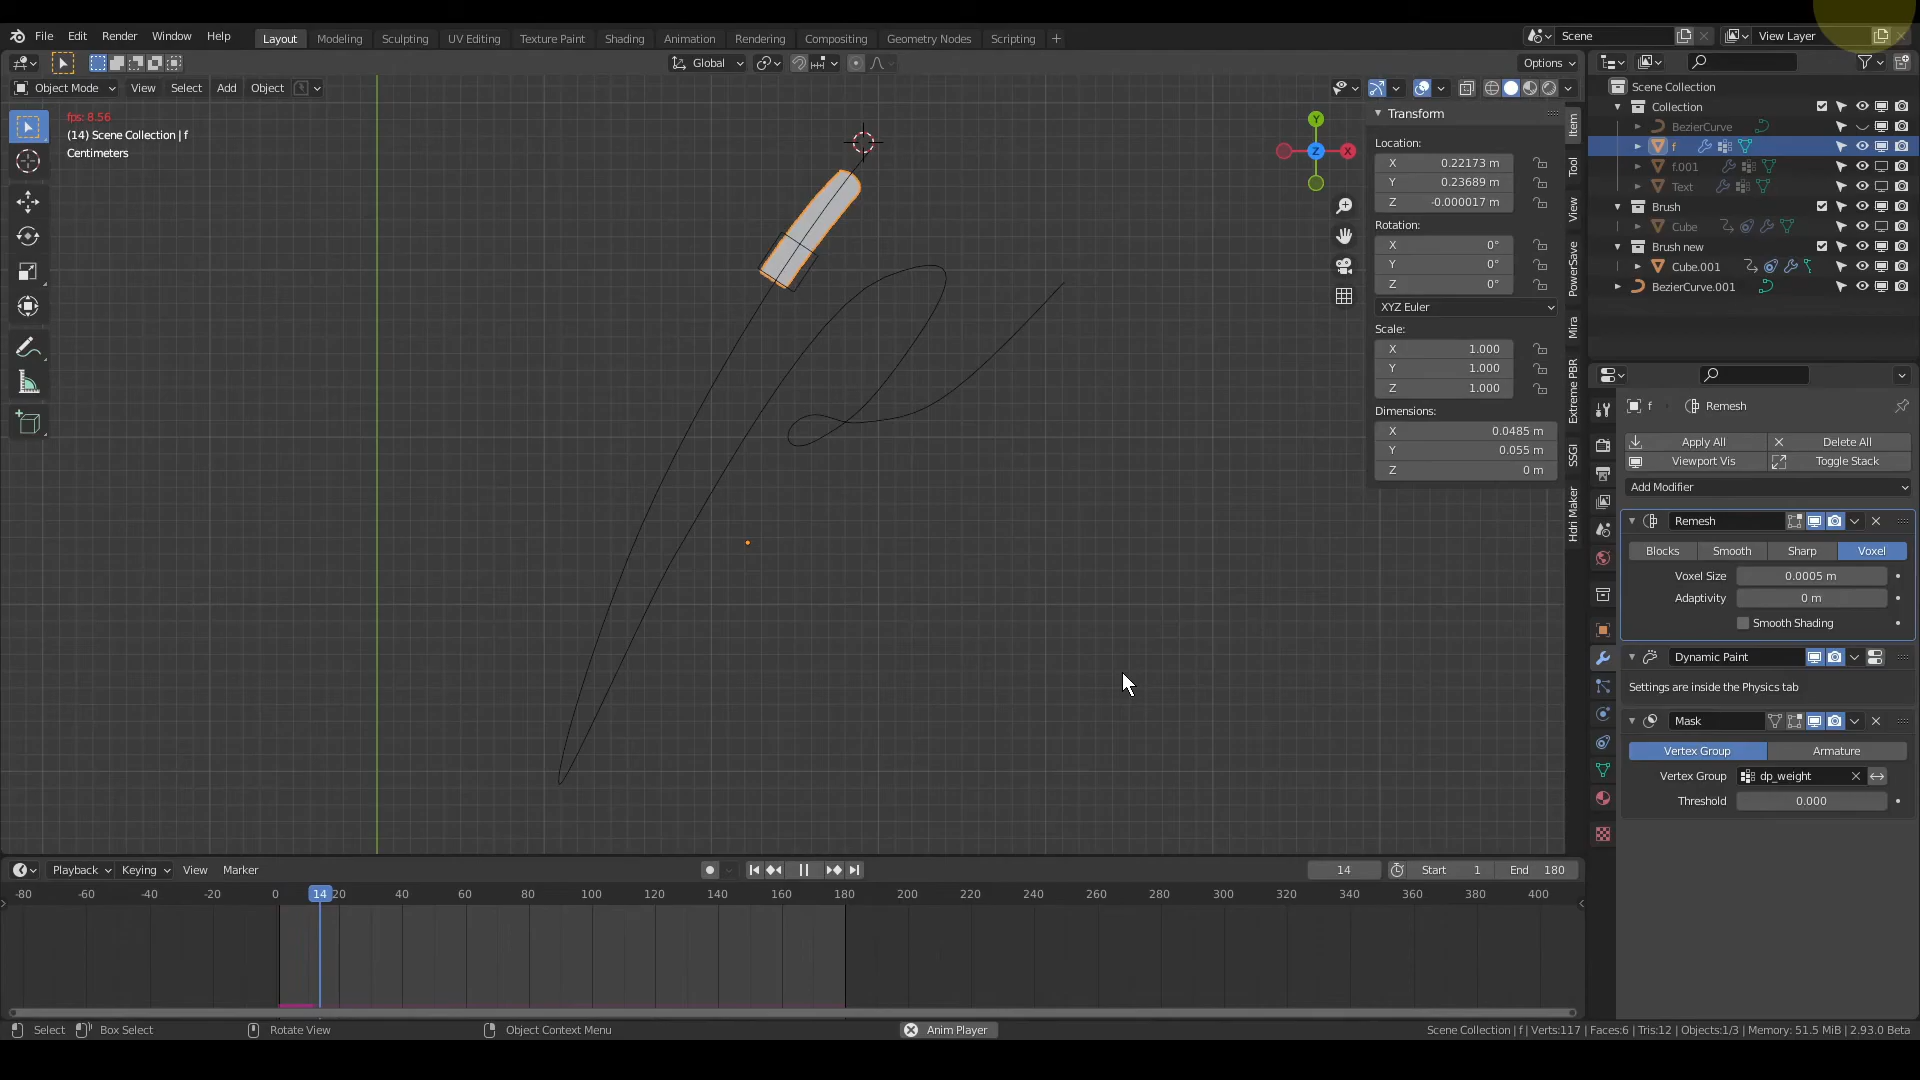 File Edit Render Window Help
Layout Modeling Sculpting UV Editing Texture Paint Shading Animation Rendering Compositing Geometry Nodes Scripting +
Scene View Layer
Global Options
Object Mode View Select Add Object
fps: 8.56
(14) Scene Collection | f
Centimeters
Y
X
Z
Transform
Location:
X 0.22173 m
Y 0.23689 m
Z -0.000017 m
Rotation:
X 0°
Y 0°
Z 0°
XYZ Euler
Scale:
X 1.000
Y 1.000
Z 1.000
Dimensions:
X 0.0485 m
Y 0.055 m
Z 0 m
Item
Tool
View
PowerSave
Mira
Extreme PBR
SSGI
Hdri Maker
Scene Collection
Collection
BezierCurve
f
f.001
Text
Brush
Cube
Brush new
Cube.001
BezierCurve.001
f Remesh
Apply All Delete All
Viewport Vis Toggle Stack
Add Modifier
Remesh
Blocks Smooth Sharp Voxel
Voxel Size 0.0005 m
Adaptivity 0 m
Smooth Shading
Dynamic Paint
Settings are inside the Physics tab
Mask
Vertex Group Armature
Vertex Group dp_weight
Threshold 0.000
Playback Keying View Marker 14 Start 1 End 180
-80 -60 -40 -20 0 14 20 40 60 80 100 120 140 160 180 200 220 240 260 280 300 320 340 360 380 400
Select Box Select Rotate View Object Context Menu Anim Player Scene Collection | f | Verts:117 | Faces:6 | Tris:12 | Objects:1/3 | Memory: 51.5 MiB | 2.93.0 Beta